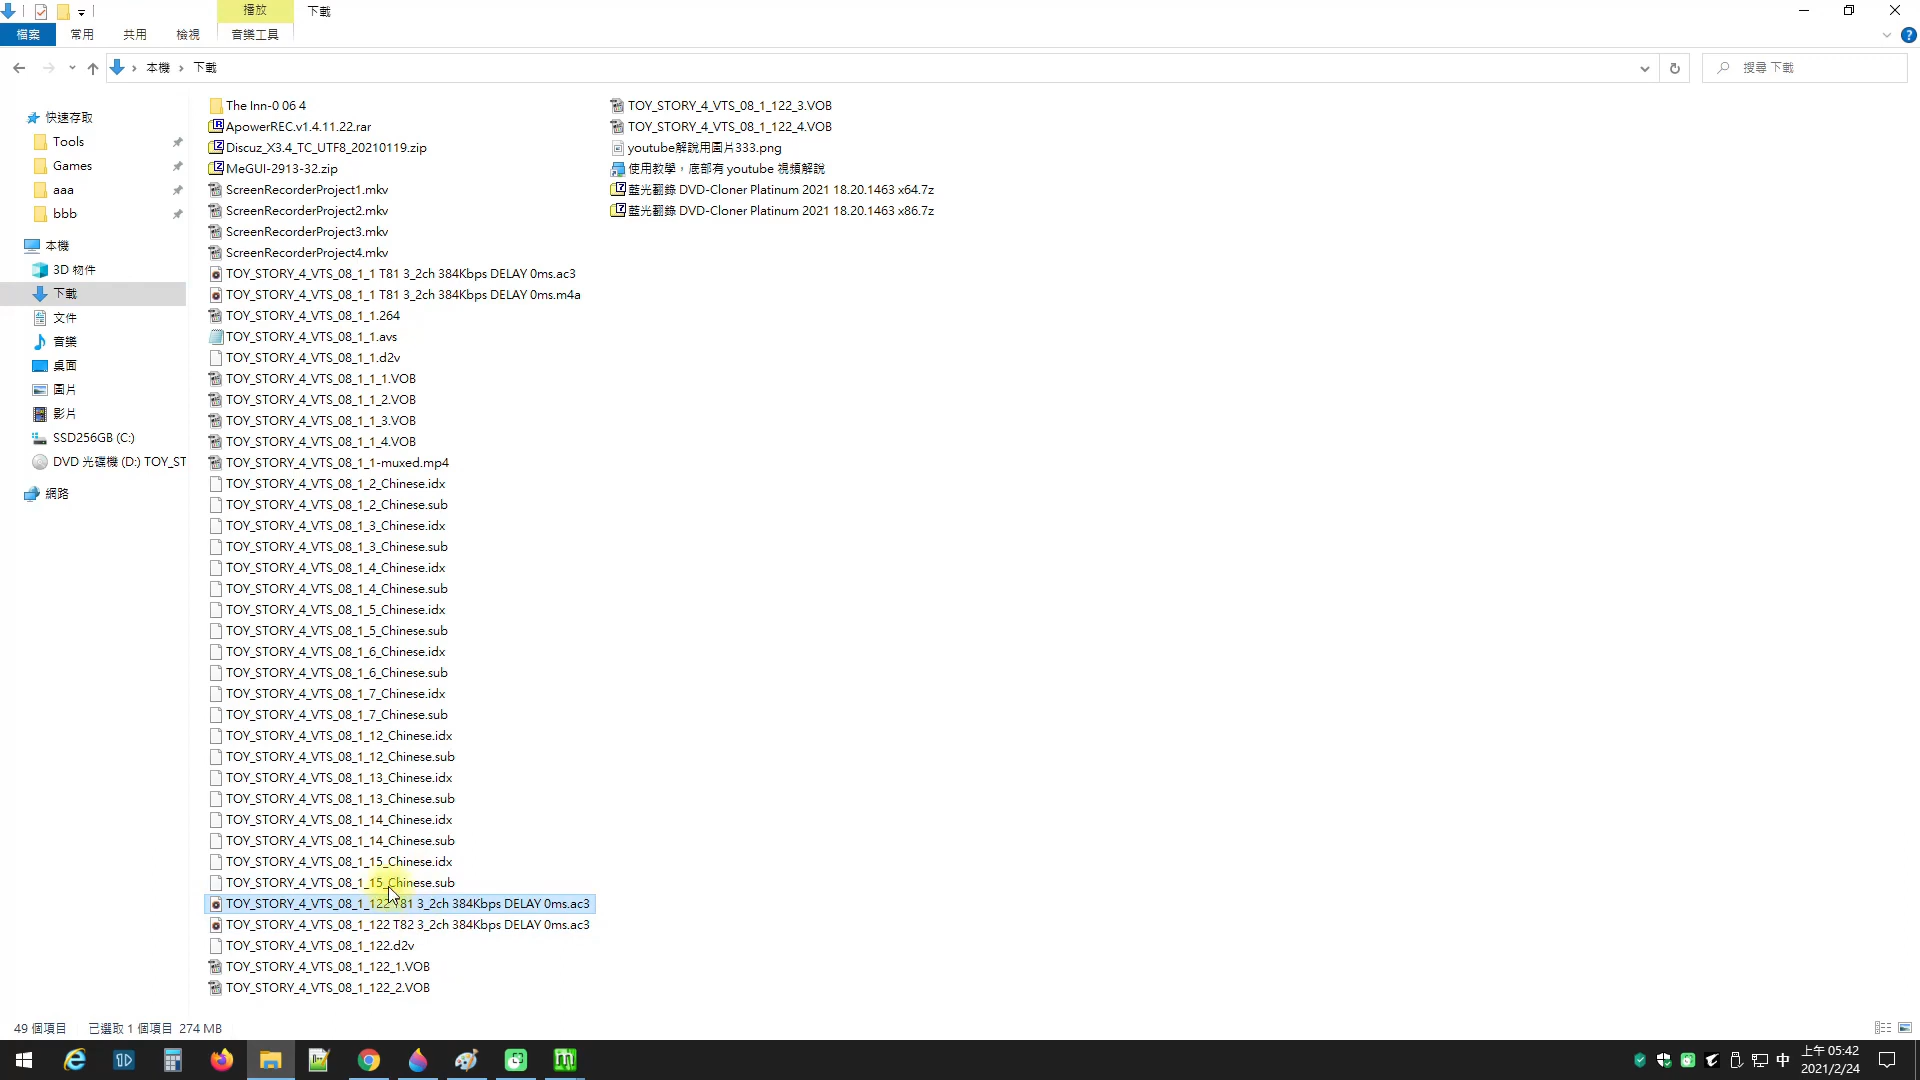 播放
下載
檔案
常用
共用
檢視
音樂工具
本機
下載
搜尋 下載
快速存取
Tools
Games
aaa
bbb
本機
3D 物件
下載
文件
音樂
桌面
圖片
影片
SSD256GB (C:)
DVD 光碟機 (D:) TOY_ST
網路
The Inn-0 06 4
ApowerREC.v1.4.11.22.rar
Discuz_X3.4_TC_UTF8_20210119.zip
MeGUI-2913-32.zip
ScreenRecorderProject1.mkv
ScreenRecorderProject2.mkv
ScreenRecorderProject3.mkv
ScreenRecorderProject4.mkv
TOY_STORY_4_VTS_08_1_1 T81 3_2ch 384Kbps DELAY 0ms.ac3
TOY_STORY_4_VTS_08_1_1 T81 3_2ch 384Kbps DELAY 0ms.m4a
TOY_STORY_4_VTS_08_1_1.264
TOY_STORY_4_VTS_08_1_1.avs
TOY_STORY_4_VTS_08_1_1.d2v
TOY_STORY_4_VTS_08_1_1_1.VOB
TOY_STORY_4_VTS_08_1_1_2.VOB
TOY_STORY_4_VTS_08_1_1_3.VOB
TOY_STORY_4_VTS_08_1_1_4.VOB
TOY_STORY_4_VTS_08_1_1-muxed.mp4
TOY_STORY_4_VTS_08_1_2_Chinese.idx
TOY_STORY_4_VTS_08_1_2_Chinese.sub
TOY_STORY_4_VTS_08_1_3_Chinese.idx
TOY_STORY_4_VTS_08_1_3_Chinese.sub
TOY_STORY_4_VTS_08_1_4_Chinese.idx
TOY_STORY_4_VTS_08_1_4_Chinese.sub
TOY_STORY_4_VTS_08_1_5_Chinese.idx
TOY_STORY_4_VTS_08_1_5_Chinese.sub
TOY_STORY_4_VTS_08_1_6_Chinese.idx
TOY_STORY_4_VTS_08_1_6_Chinese.sub
TOY_STORY_4_VTS_08_1_7_Chinese.idx
TOY_STORY_4_VTS_08_1_7_Chinese.sub
TOY_STORY_4_VTS_08_1_12_Chinese.idx
TOY_STORY_4_VTS_08_1_12_Chinese.sub
TOY_STORY_4_VTS_08_1_13_Chinese.idx
TOY_STORY_4_VTS_08_1_13_Chinese.sub
TOY_STORY_4_VTS_08_1_14_Chinese.idx
TOY_STORY_4_VTS_08_1_14_Chinese.sub
TOY_STORY_4_VTS_08_1_15_Chinese.idx
TOY_STORY_4_VTS_08_1_15_Chinese.sub
TOY_STORY_4_VTS_08_1_122 T81 3_2ch 384Kbps DELAY 0ms.ac3
TOY_STORY_4_VTS_08_1_122 T82 3_2ch 384Kbps DELAY 0ms.ac3
TOY_STORY_4_VTS_08_1_122.d2v
TOY_STORY_4_VTS_08_1_122_1.VOB
TOY_STORY_4_VTS_08_1_122_2.VOB
TOY_STORY_4_VTS_08_1_122_3.VOB
TOY_STORY_4_VTS_08_1_122_4.VOB
youtube解說用圖片333.png
使用教學，底部有 youtube 視頻解說
藍光翻錄 DVD-Cloner Platinum 2021 18.20.1463 x64.7z
藍光翻錄 DVD-Cloner Platinum 2021 18.20.1463 x86.7z
49 個項目 已選取 1 個項目 274 MB
中
上午 05:42
2021/2/24